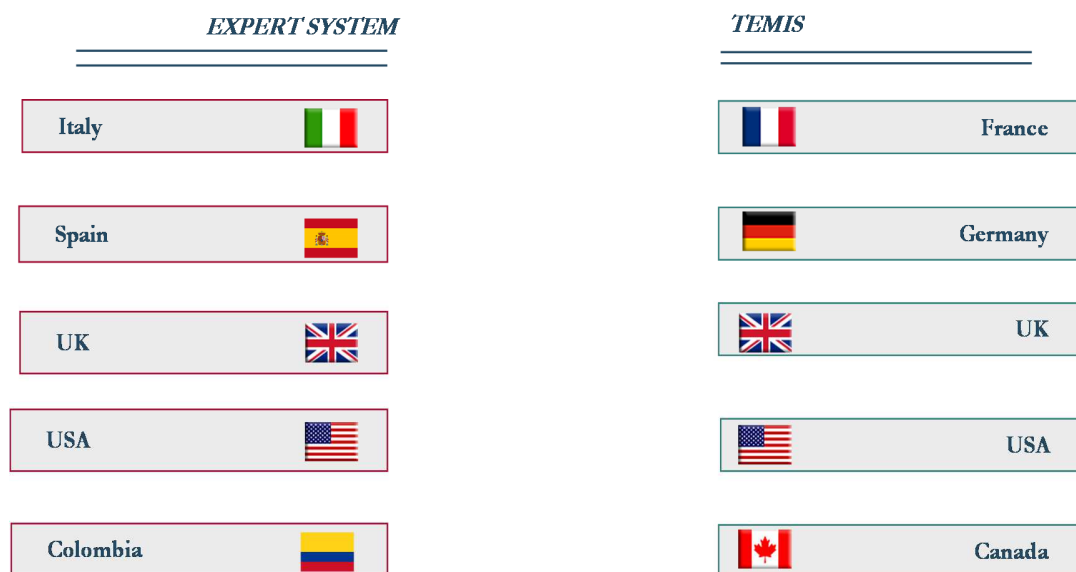 EXPERT SYSTEM
Italy
Spain
UK
USA
Colombia
TEMIS
France
Germany
UK
USA
Canada